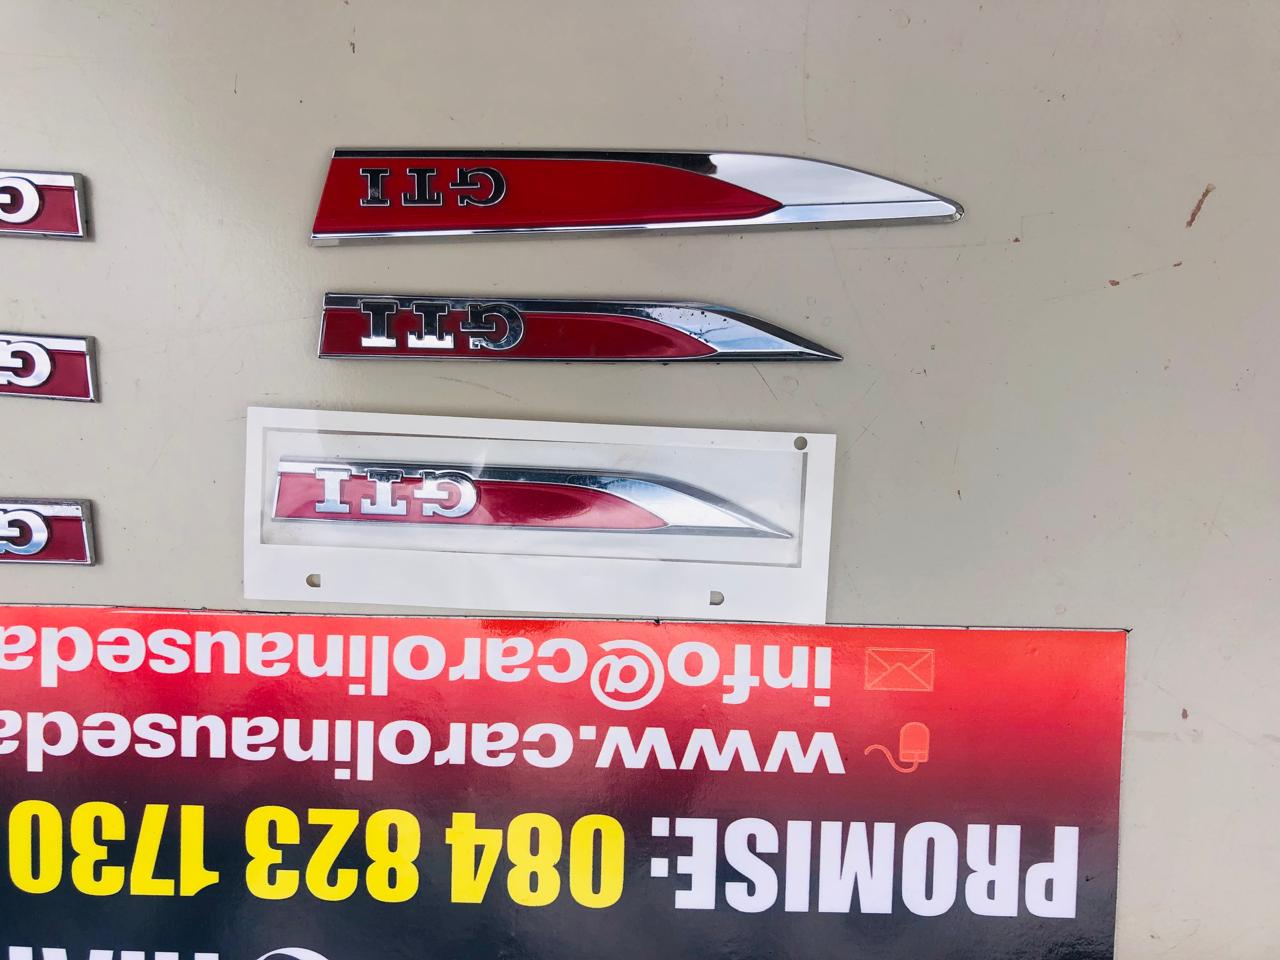 PROMISE: 084 823 1730
www.carolinauseda
info@carolinauseda
GTI G
GTI G
GTI G